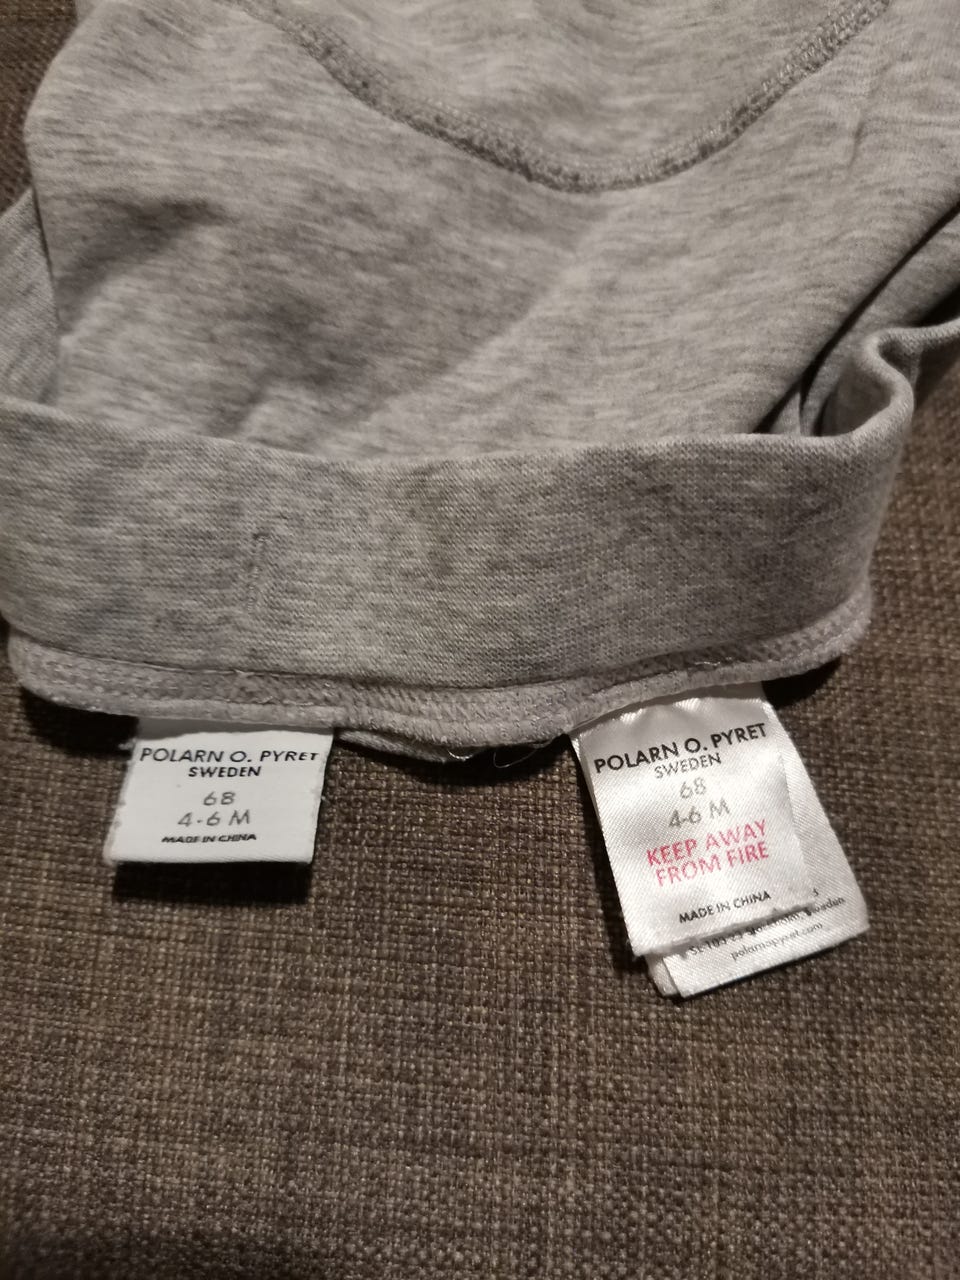 POLARN O. PYRET
SWEDEN
68
4-6 M
MADE IN CHINA
POLARN O. PYRET
SWEDEN
68
4-6 M
KEEP AWAY
FROM FIRE
MADE IN CHINA
Sweden
polarnopyret.com